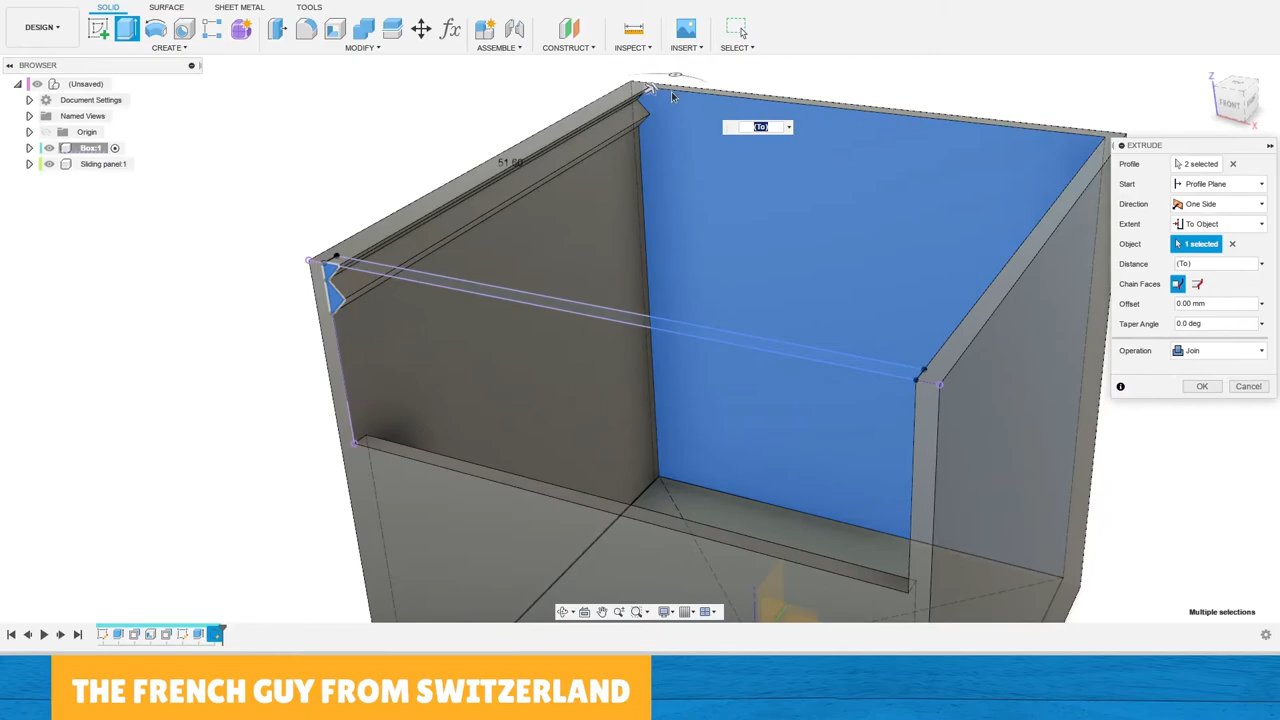 SOLID SURFACE SHEET METAL TOOLS
DESIGN
CREATE MODIFY ASSEMBLE CONSTRUCT INSPECT INSERT SELECT
BROWSER
(Unsaved)
Document Settings
Named Views
Origin
Box:1
Sliding panel:1
51.60
(To)
Z
FRONT
X
EXTRUDE
Profile 2 selected
Start Profile Plane
Direction One Side
Extent To Object
Object 1 selected
Distance (To)
Chain Faces
Offset 0.00 mm
Taper Angle 0.0 deg
Operation Join
OK Cancel
Multiple selections
THE FRENCH GUY FROM SWITZERLAND